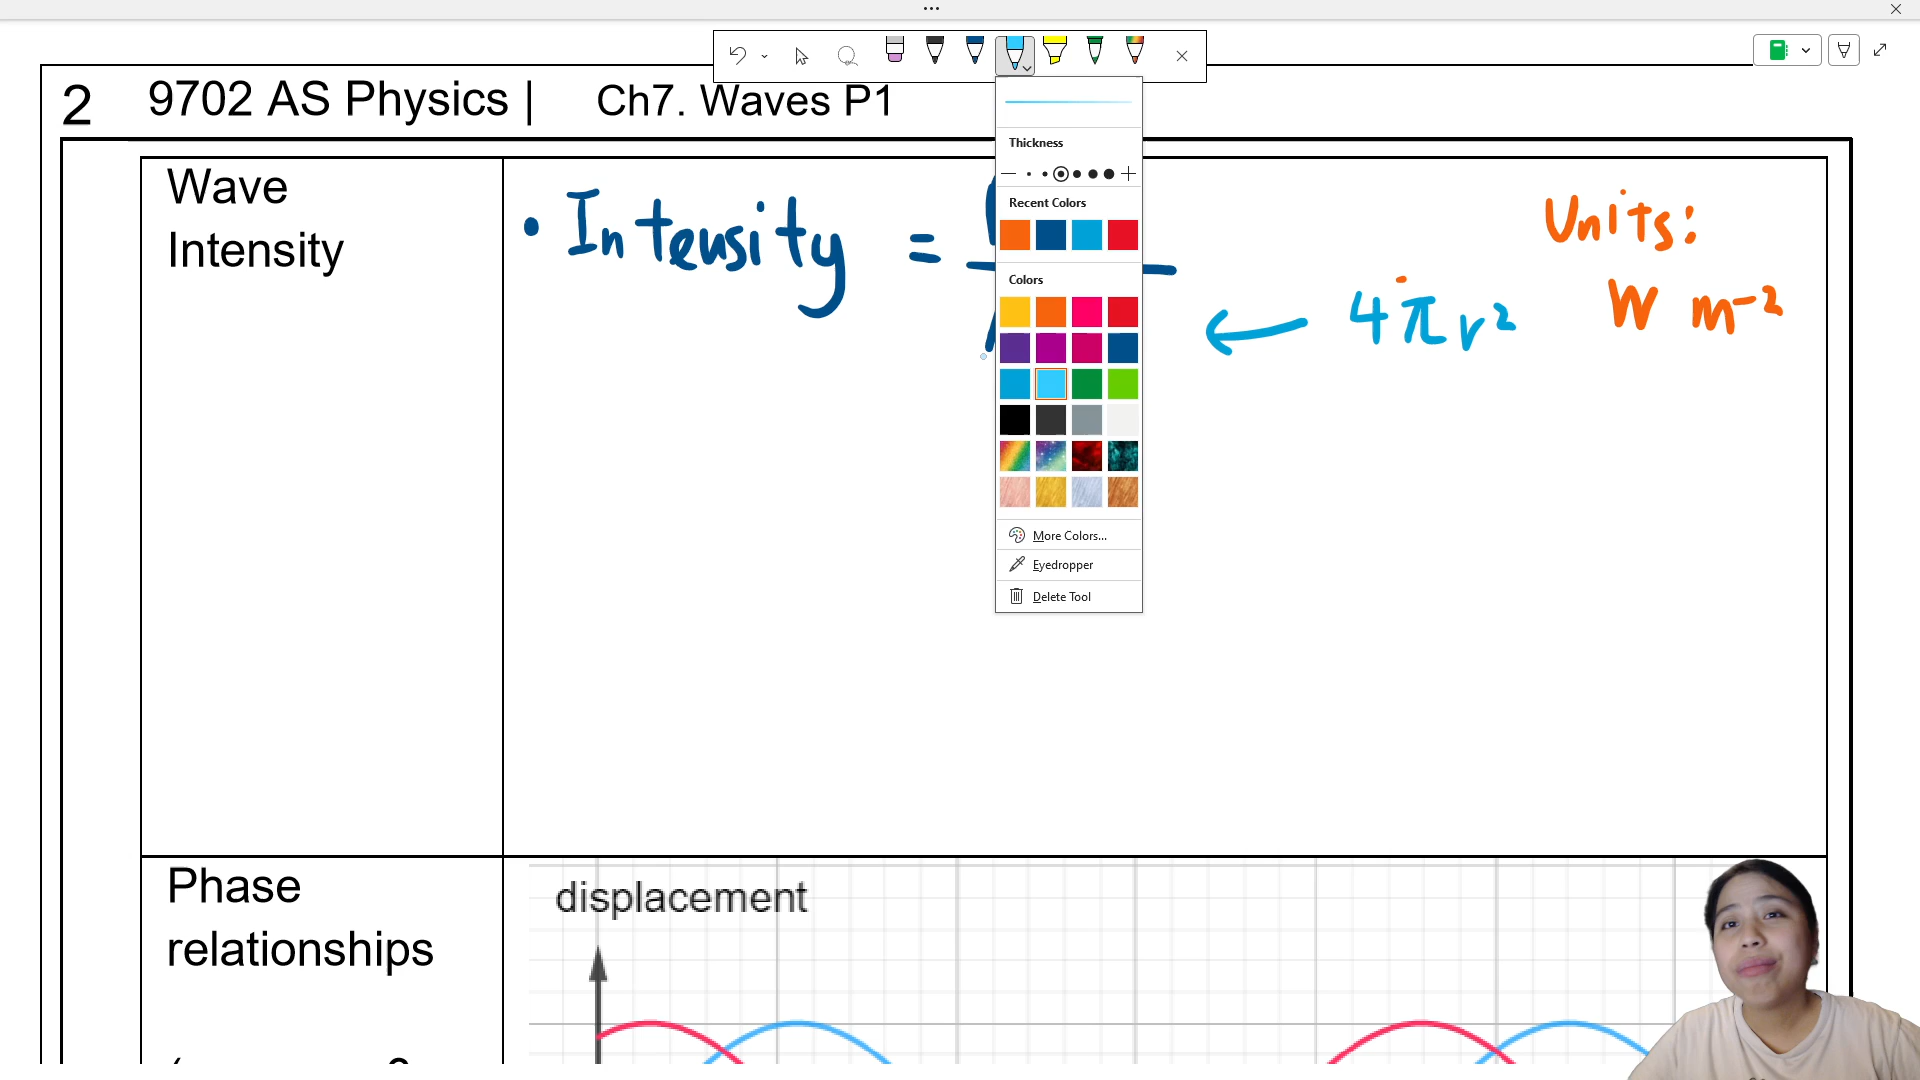 2 9702 AS Physics | Ch7. Waves P1
Thickness
Recent Colors
Colors
More Colors...
Eyedropper
Delete Tool
Wave
Intensity
• Intensity =
← 4πr²
Units:
W m⁻²
Phase
relationships
displacement